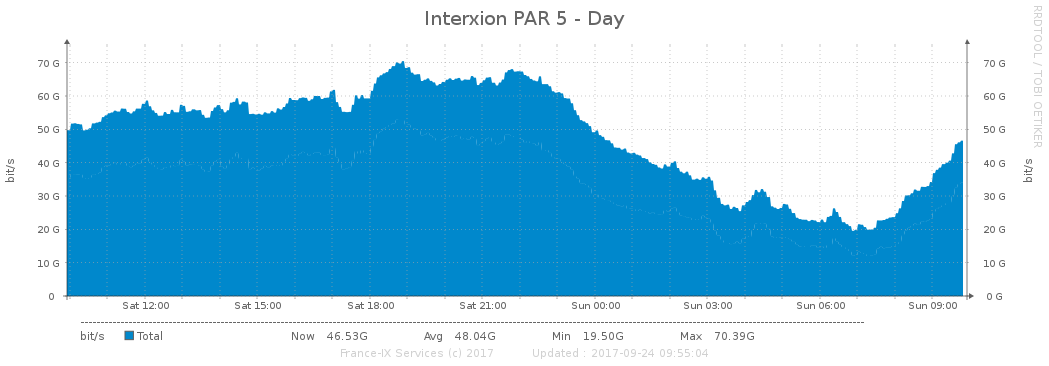 Interxion PAR 5 - Day
RRDTOOL / TOBI OETIKER
70 G 70 G
60 G 60 G
50 G 50 G
40 G 40 G
30 G 30 G
20 G 20 G
10 G 10 G
0 0 G
bit/s bit/s
Sat 12:00 Sat 15:00 Sat 18:00 Sat 21:00 Sun 00:00 Sun 03:00 Sun 06:00 Sun 09:00
bit/s Total Now 46.53G Avg 48.04G Min 19.50G Max 70.39G
France-IX Services (c) 2017 Updated : 2017-09-24 09:55:04